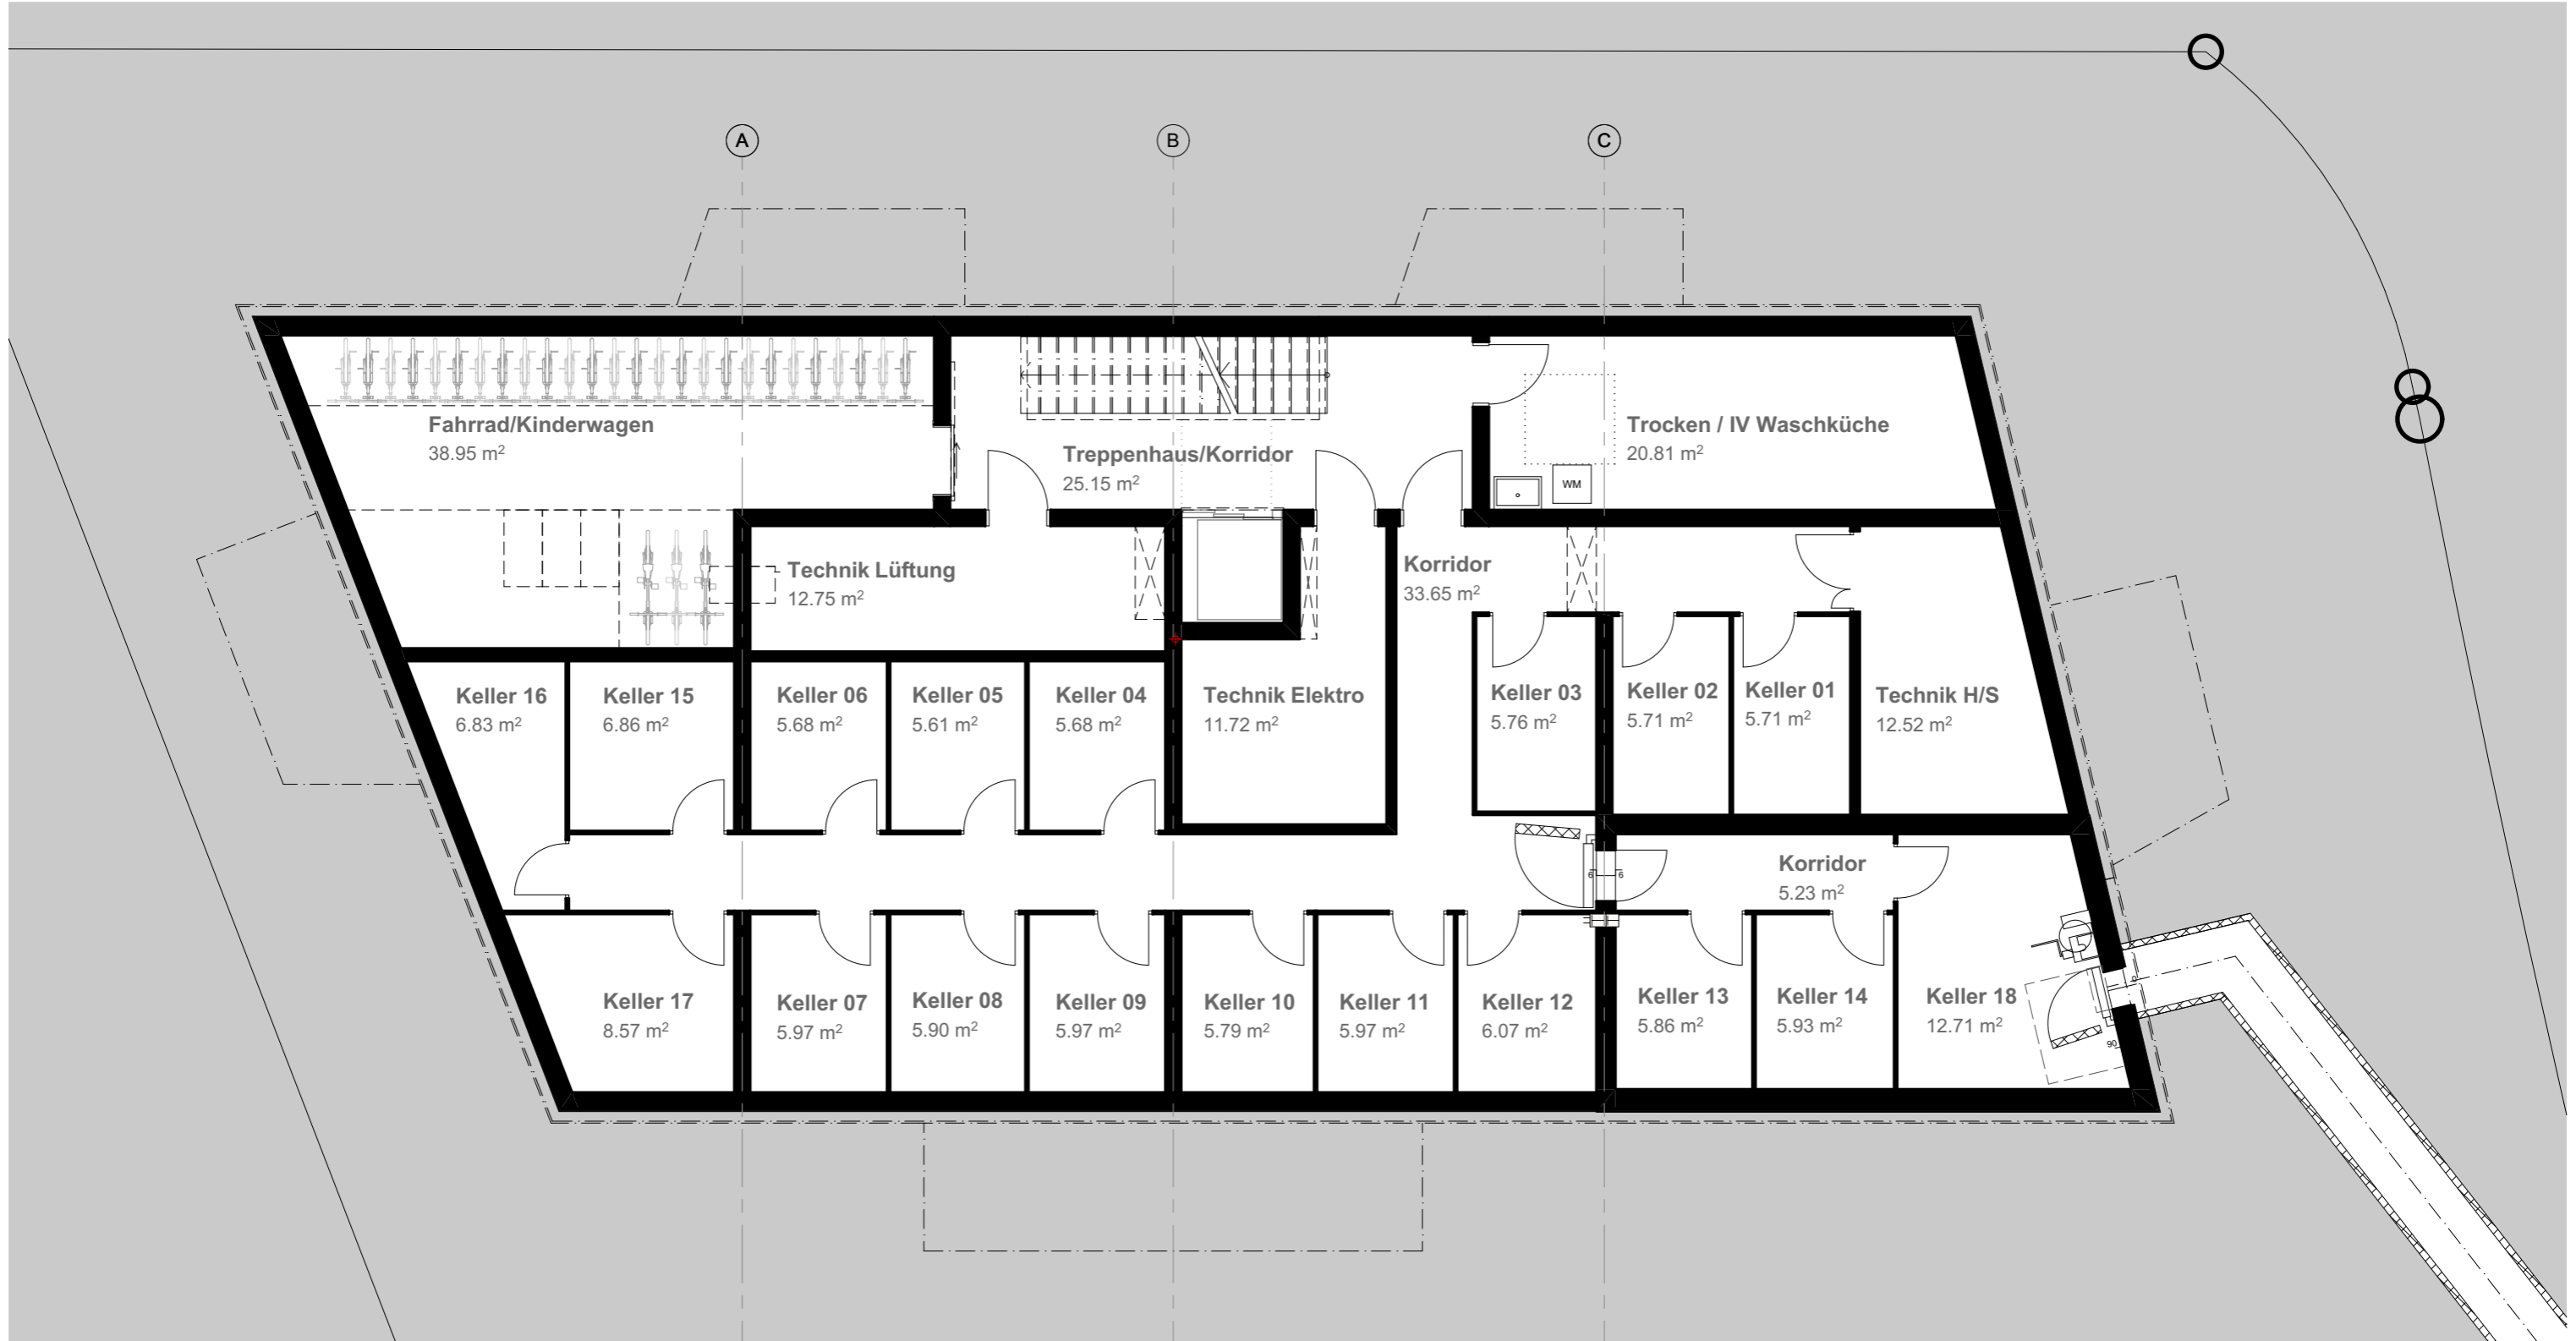 A
B
C
Fahrrad/Kinderwagen
38.95 m²
Treppenhaus/Korridor
25.15 m²
Trocken / IV Waschküche
20.81 m²
WM
Technik Lüftung
12.75 m²
Korridor
33.65 m²
Keller 16
6.83 m²
Keller 15
6.86 m²
Keller 06
5.68 m²
Keller 05
5.61 m²
Keller 04
5.68 m²
Technik Elektro
11.72 m²
Keller 03
5.76 m²
Keller 02
5.71 m²
Keller 01
5.71 m²
Technik H/S
12.52 m²
Korridor
5.23 m²
6
6
Keller 17
8.57 m²
Keller 07
5.97 m²
Keller 08
5.90 m²
Keller 09
5.97 m²
Keller 10
5.79 m²
Keller 11
5.97 m²
Keller 12
6.07 m²
Keller 13
5.86 m²
Keller 14
5.93 m²
Keller 18
12.71 m²
90